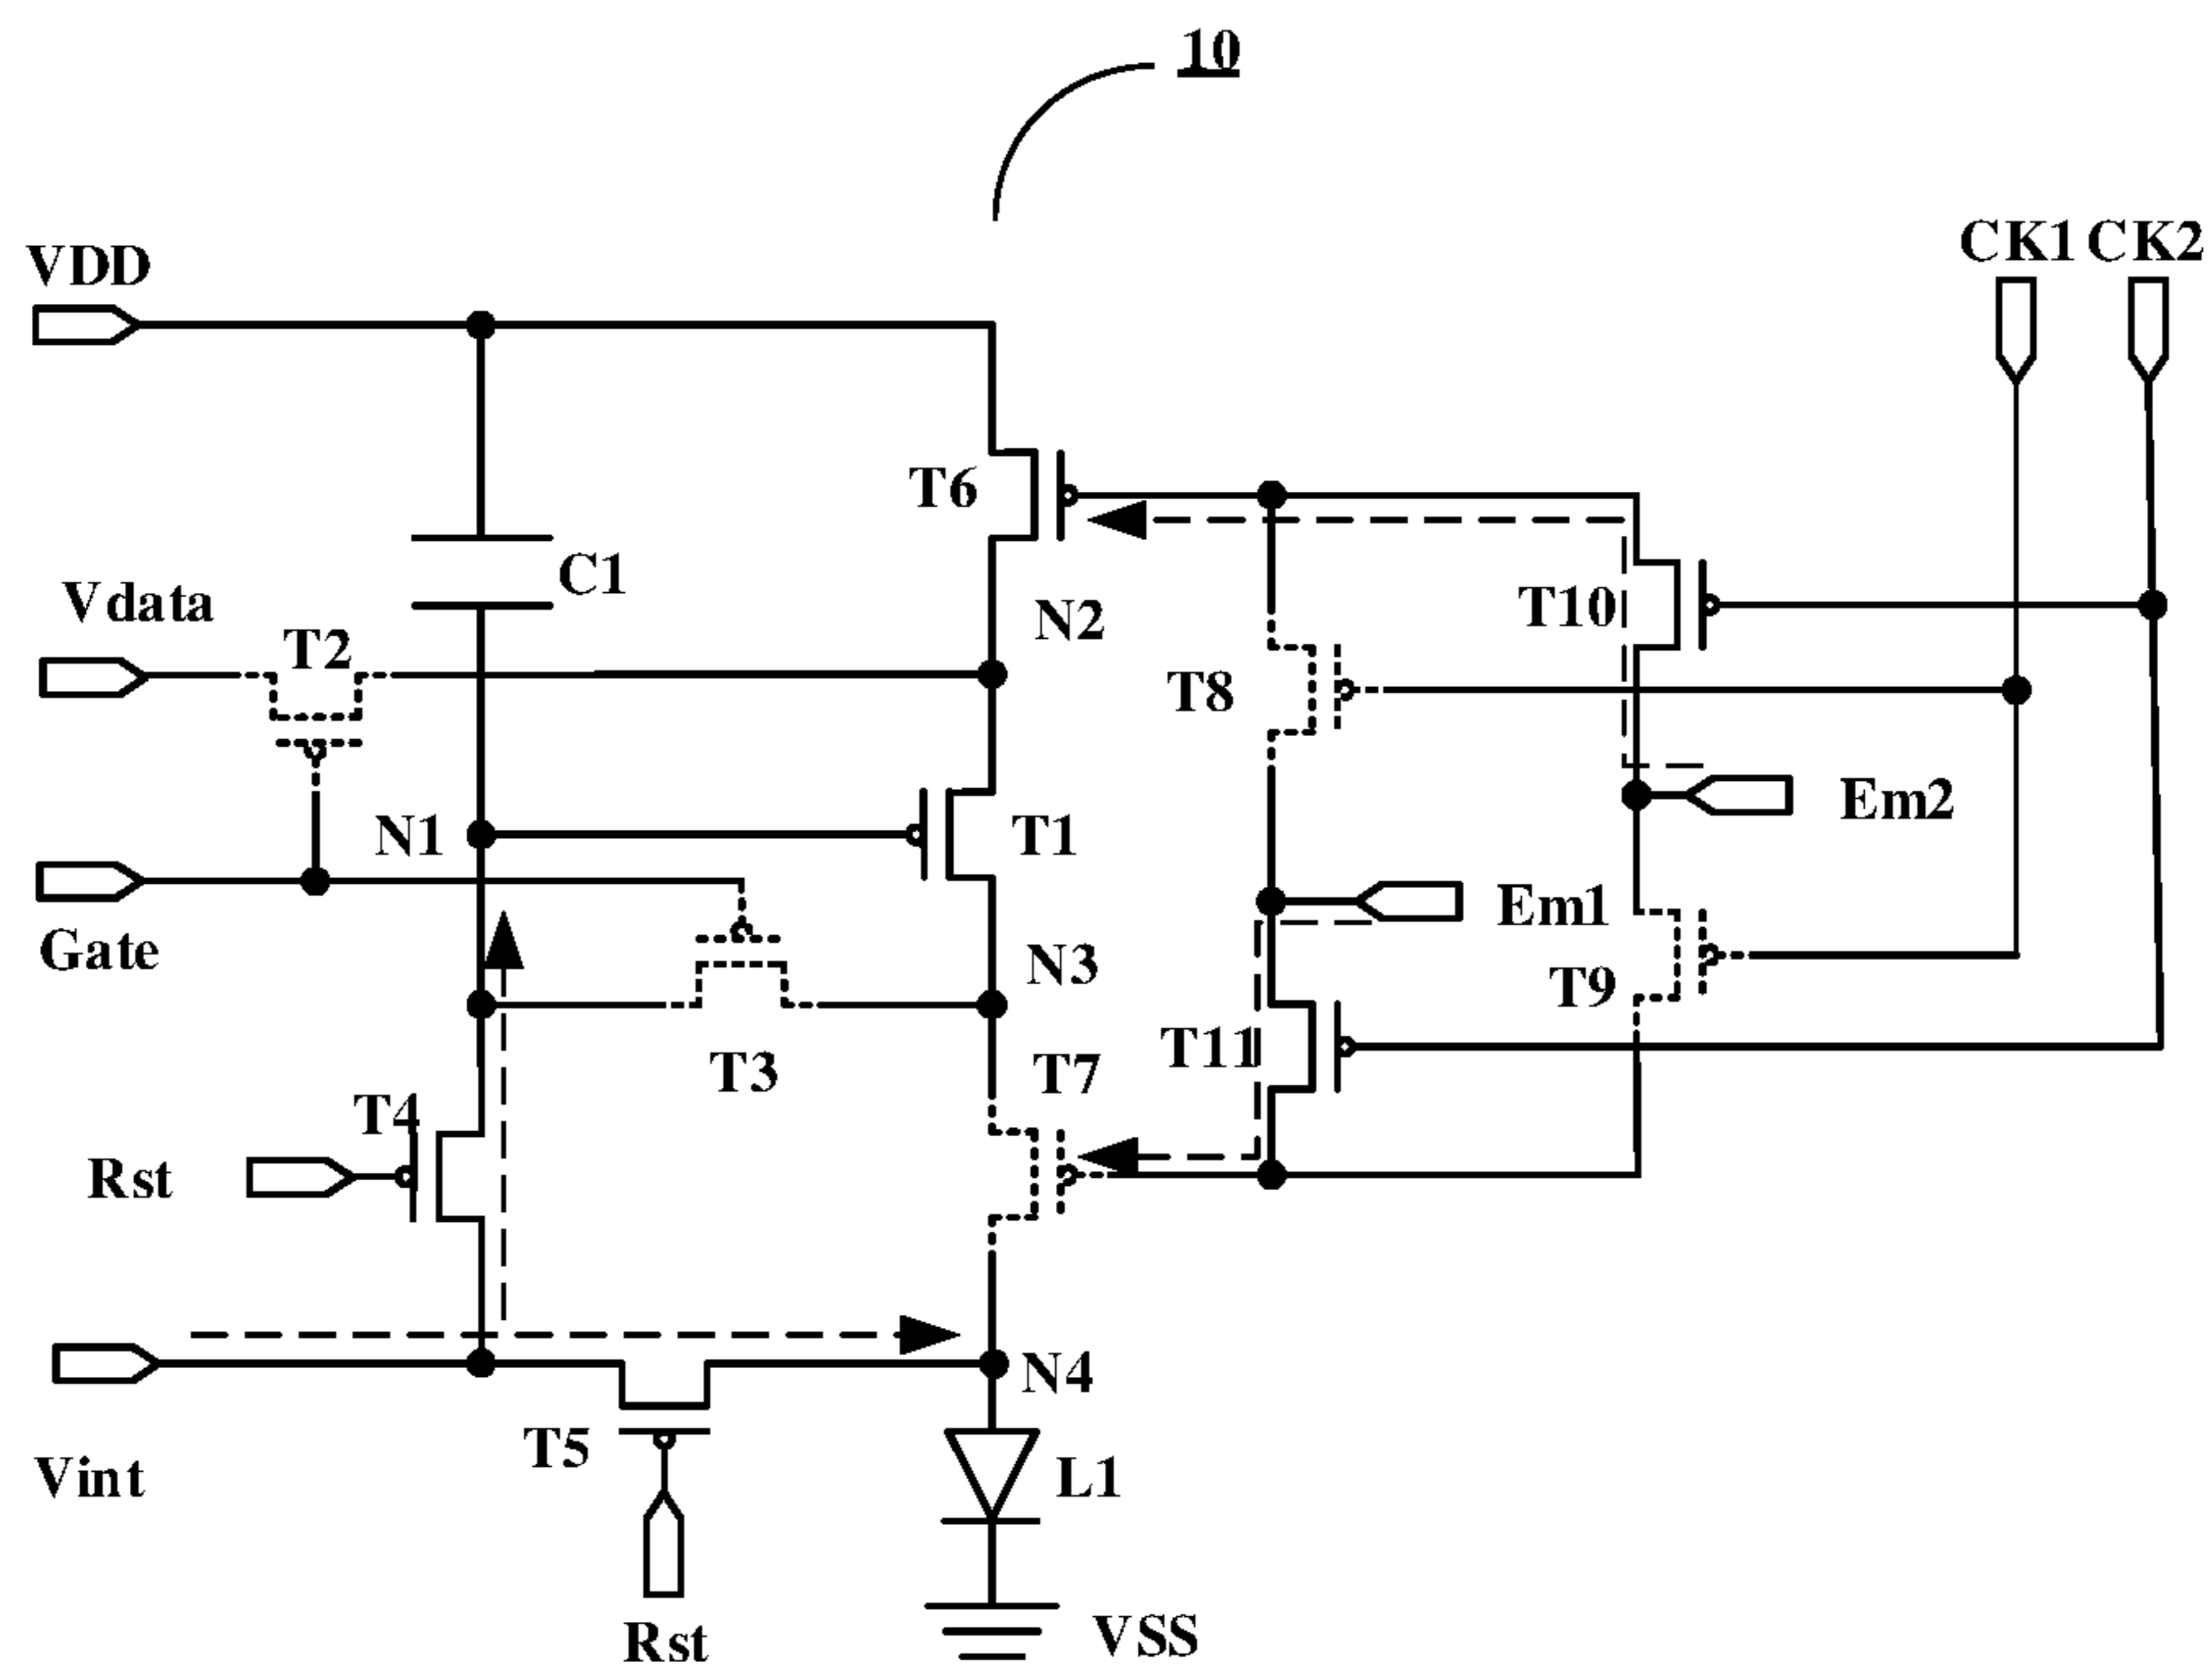 10
CK1 CK2
VDD
T6
C1
Vdata
T10
N2
T2
T8
Em2
N1
T1
Em1
Gate
N3
T9
T11
T3
T7
T4
Rst
N4
T5
Vint
L1
Rst
VSS